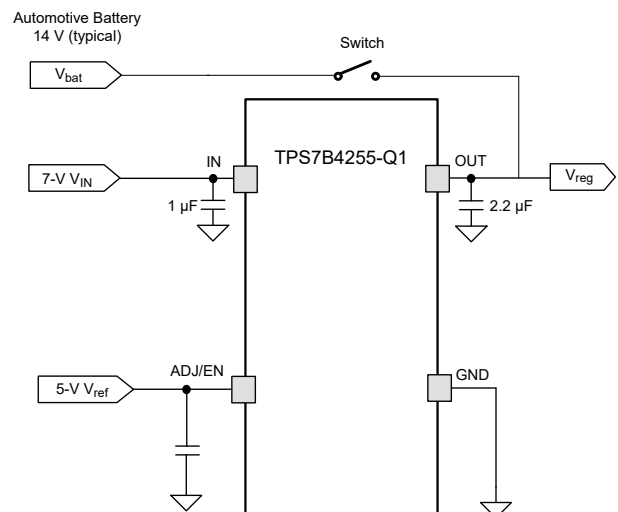 Automotive Battery
14 V (typical)
Switch
Vbat
TPS7B4255-Q1
IN
OUT
7-V VIN
Vreg
1 µF
2.2 µF
ADJ/EN
GND
5-V Vref